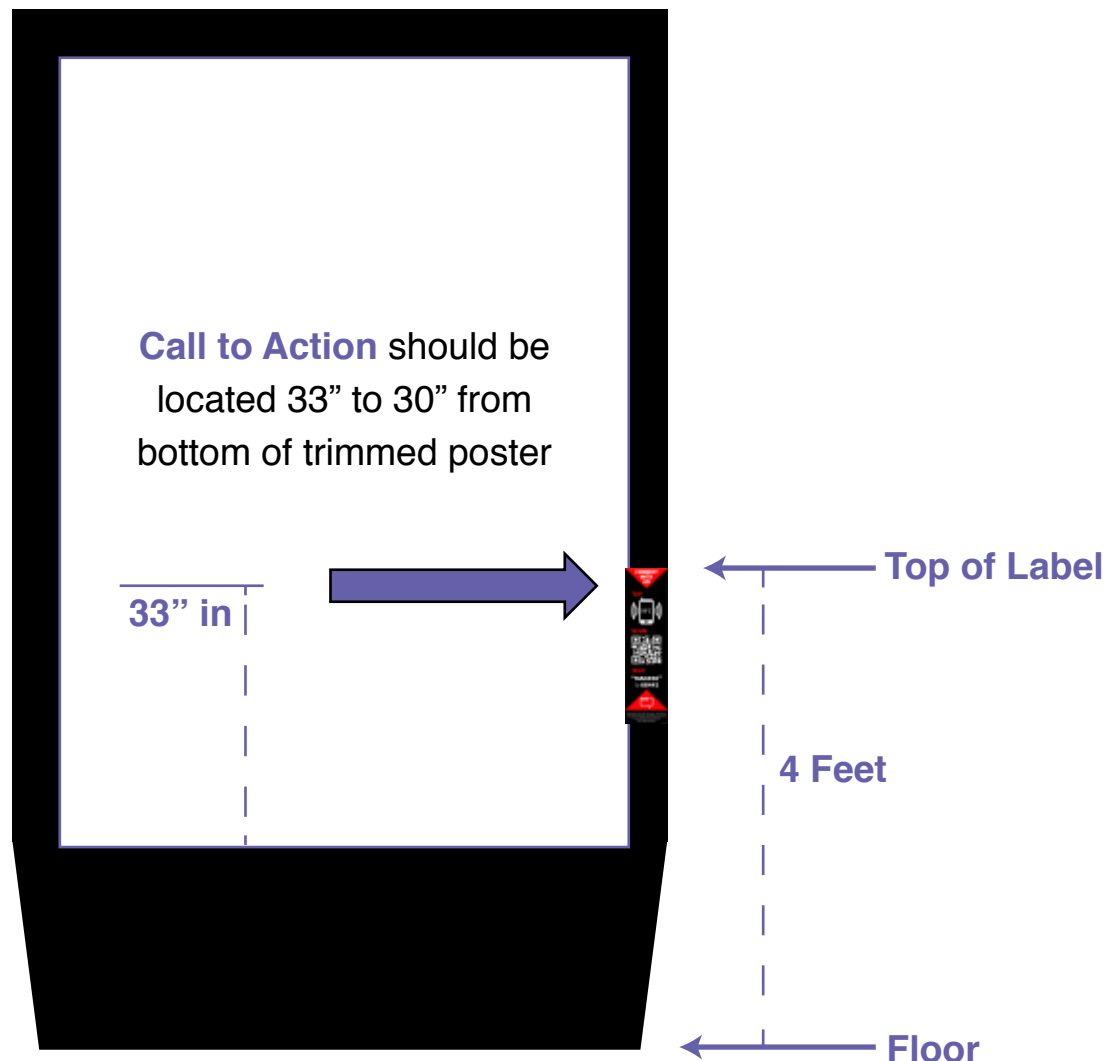 Call to Action should be
located 33” to 30” from
bottom of trimmed poster
33” in
Top of Label
4 Feet
Floor